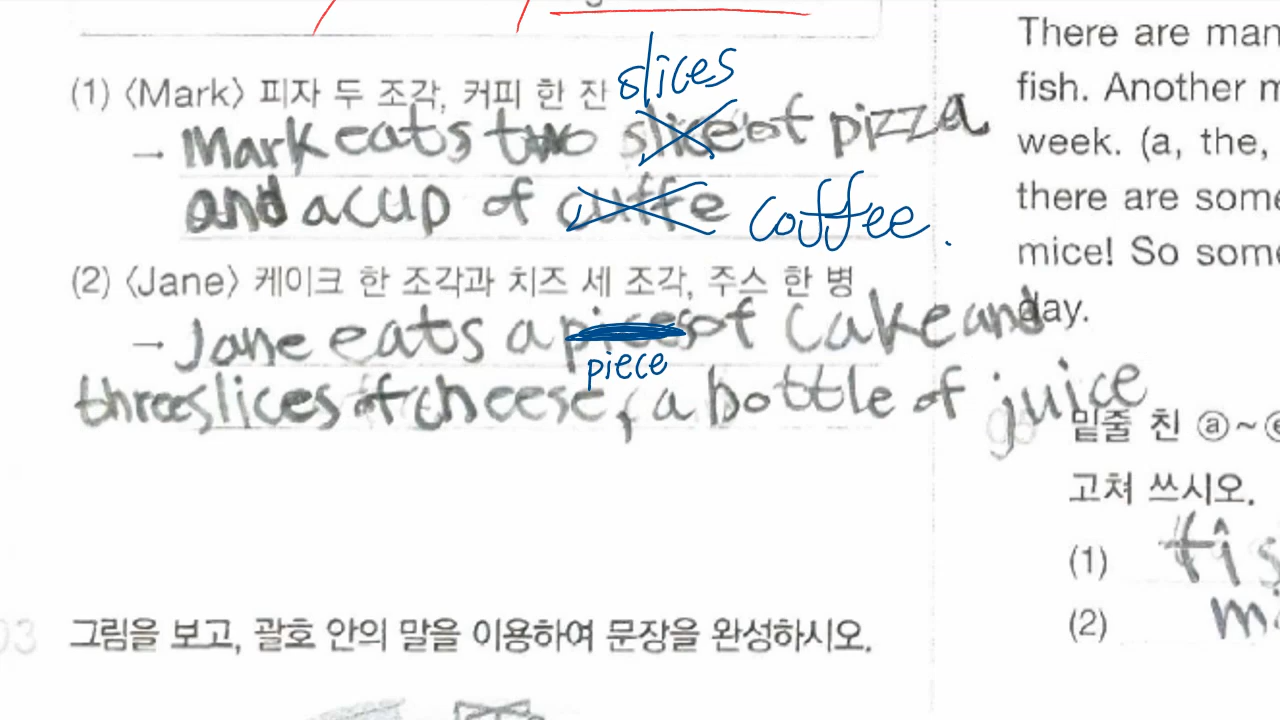 (1) 〈Mark〉 피자 두 조각, 커피 한 잔
slices
→ Mark eats two slice of pizza
and a cup of cuffe coffee.
(2) 〈Jane〉 케이크 한 조각과 치즈 세 조각, 주스 한 병
→ Jane eats a pices of cake and
piece
three slices of cheese, a bottle of juice
03 그림을 보고, 괄호 안의 말을 이용하여 문장을 완성하시오.
There are man
fish. Another m
week. (a, the,
there are some
mice! So some
day.
밑줄 친 ⓐ~ⓔ
고쳐 쓰시오.
(1) fis
(2) mi